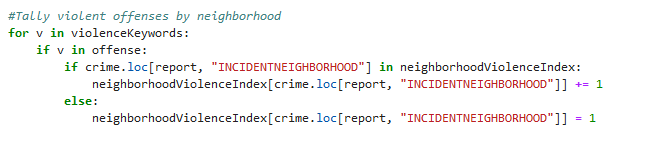 #Tally violent offenses by neighborhood
for v in violenceKeywords:
    if v in offense:
        if crime.loc[report, "INCIDENTNEIGHBORHOOD"] in neighborhoodViolenceIndex:
            neighborhoodViolenceIndex[crime.loc[report, "INCIDENTNEIGHBORHOOD"]] += 1
        else:
            neighborhoodViolenceIndex[crime.loc[report, "INCIDENTNEIGHBORHOOD"]] = 1